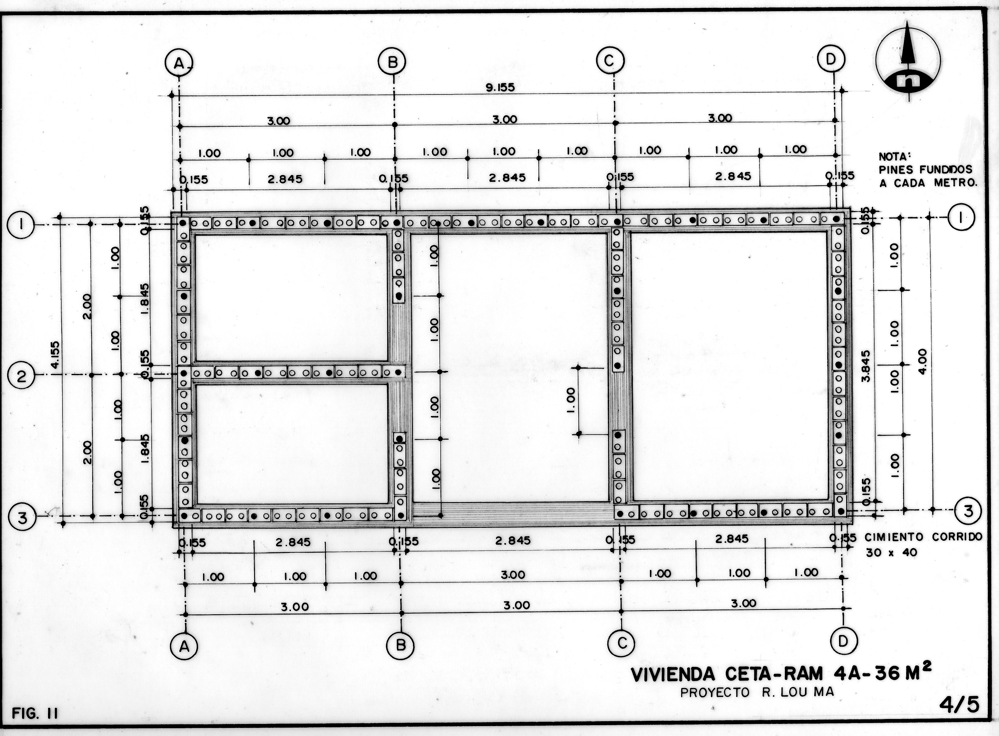 A B C D
n
9.155
3.00 3.00 3.00
1.00 1.00 1.00 1.00 1.00 1.00 1.00 1.00 1.00
NOTA:
PINES FUNDIDOS
A CADA METRO.
0.155 2.845 0.155 2.845 0.155 2.845 0.155
1 1
0.155 0.155
1.00 1.00 1.00
2.00 1.845
1.00 1.00 1.00
4.155 0.155 3.845 4.00
2 1.00
1.00 1.00 1.00
2.00 1.845
1.00 1.00 1.00
0.155 0.155
3 3
0.155 2.845 0.155 2.845 0.155 2.845 0.155
CIMIENTO CORRIDO
30 x 40
1.00 1.00 1.00 3.00 1.00 1.00 1.00
3.00 3.00 3.00
A B C D
VIVIENDA CETA-RAM 4A-36 M²
PROYECTO R. LOU MA
4/5
FIG. 11